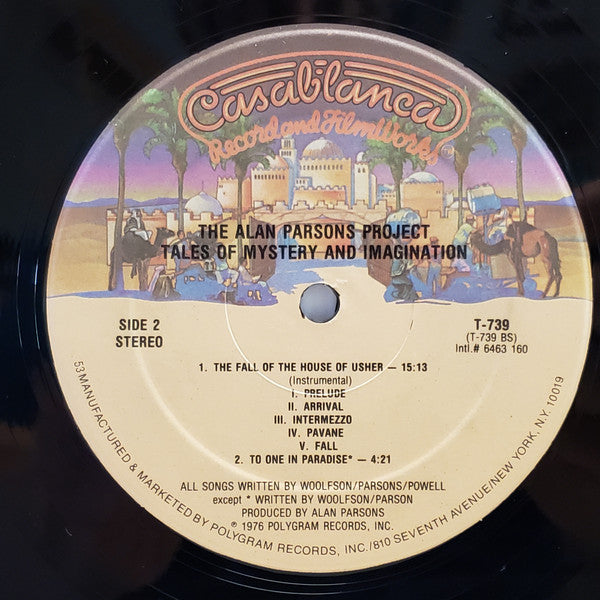 Casablanca
Record and FilmWorks
THE ALAN PARSONS PROJECT
TALES OF MYSTERY AND IMAGINATION
SIDE 2
STEREO
T-739
(T-739 BS)
Intl.# 6463 160
1. THE FALL OF THE HOUSE OF USHER — 15:13
(Instrumental)
I. PRELUDE
II. ARRIVAL
III. INTERMEZZO
IV. PAVANE
V. FALL
2. TO ONE IN PARADISE* — 4:21
ALL SONGS WRITTEN BY WOOLFSON/PARSONS/POWELL
except * WRITTEN BY WOOLFSON/PARSON
PRODUCED BY ALAN PARSONS
℗ 1976 POLYGRAM RECORDS, INC.
53 MANUFACTURED & MARKETED BY POLYGRAM RECORDS, INC./810 SEVENTH AVENUE/NEW YORK, N.Y. 10019